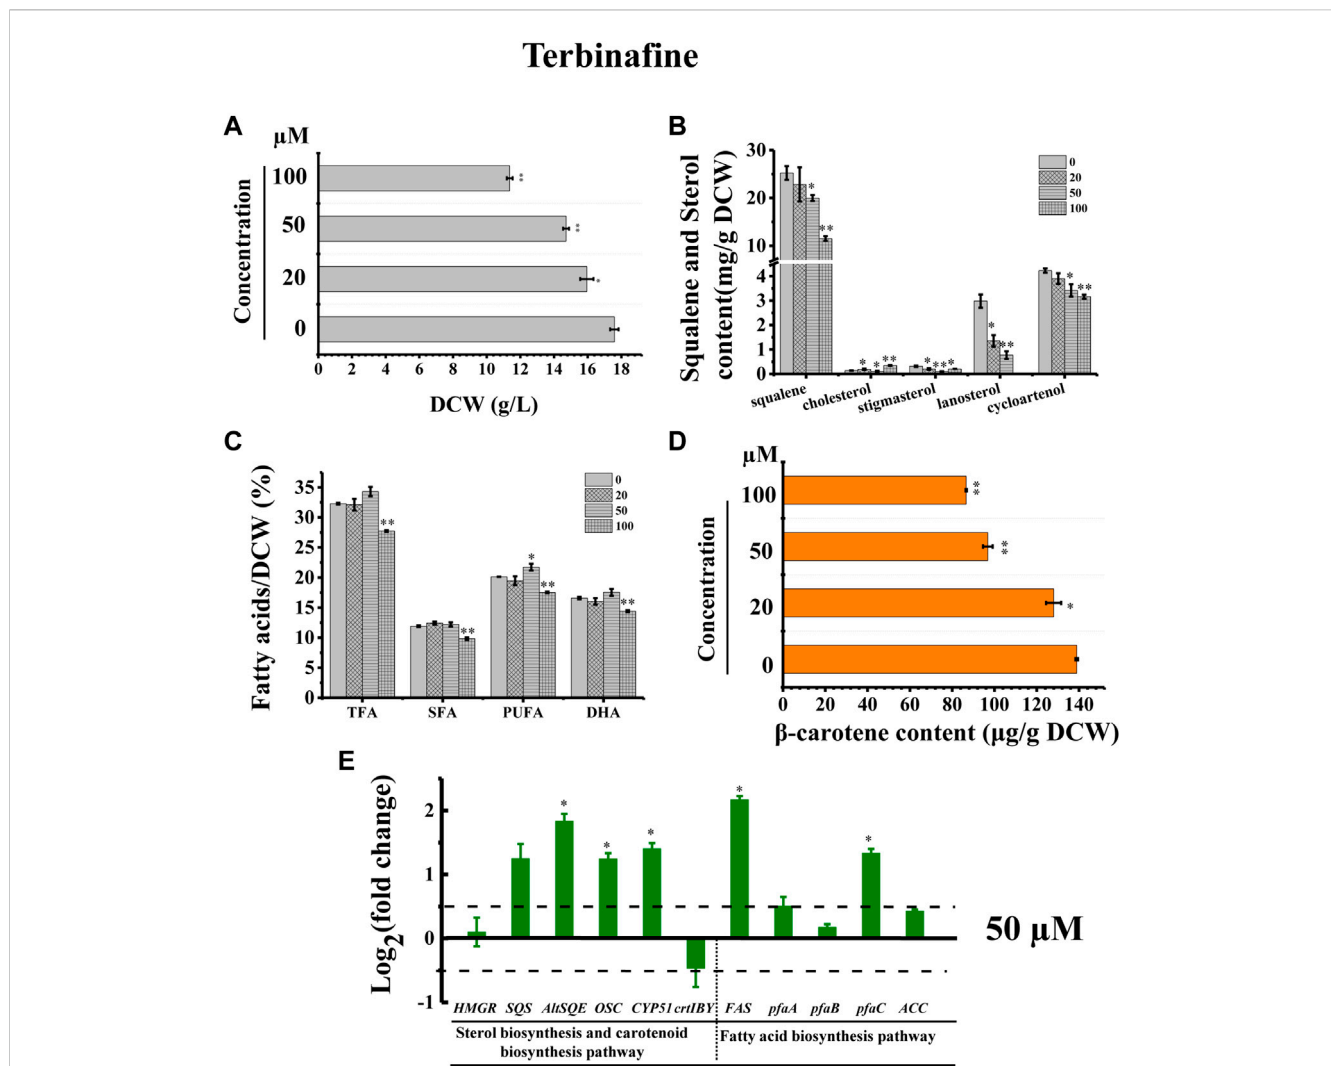 Terbinafine
A
μM
Concentration
100
50
20
0
0 2 4 6 8 10 12 14 16 18
DCW (g/L)
**
**
*
B
Squalene and Sterol
content(mg/g DCW)
30
20
10
4
3
2
1
0
0
20
50
100
* **
* * **
* ** *
* **
* **
squalene cholesterol stigmasterol lanosterol cycloartenol
C
Fatty acids/DCW (%)
35
30
25
20
15
10
5
0
0
20
50
100
**
**
* **
**
TFA SFA PUFA DHA
D
μM
Concentration
100
50
20
0
**
**
*
0 20 40 60 80 100 120 140
β-carotene content (μg/g DCW)
E
Log2(fold change)
2
1
0
-1
* * * * *
50 μM
HMGR SQS AltSQE OSC CYP51 crtIBY FAS pfaA pfaB pfaC ACC
Sterol biosynthesis and carotenoid
biosynthesis pathway
Fatty acid biosynthesis pathway